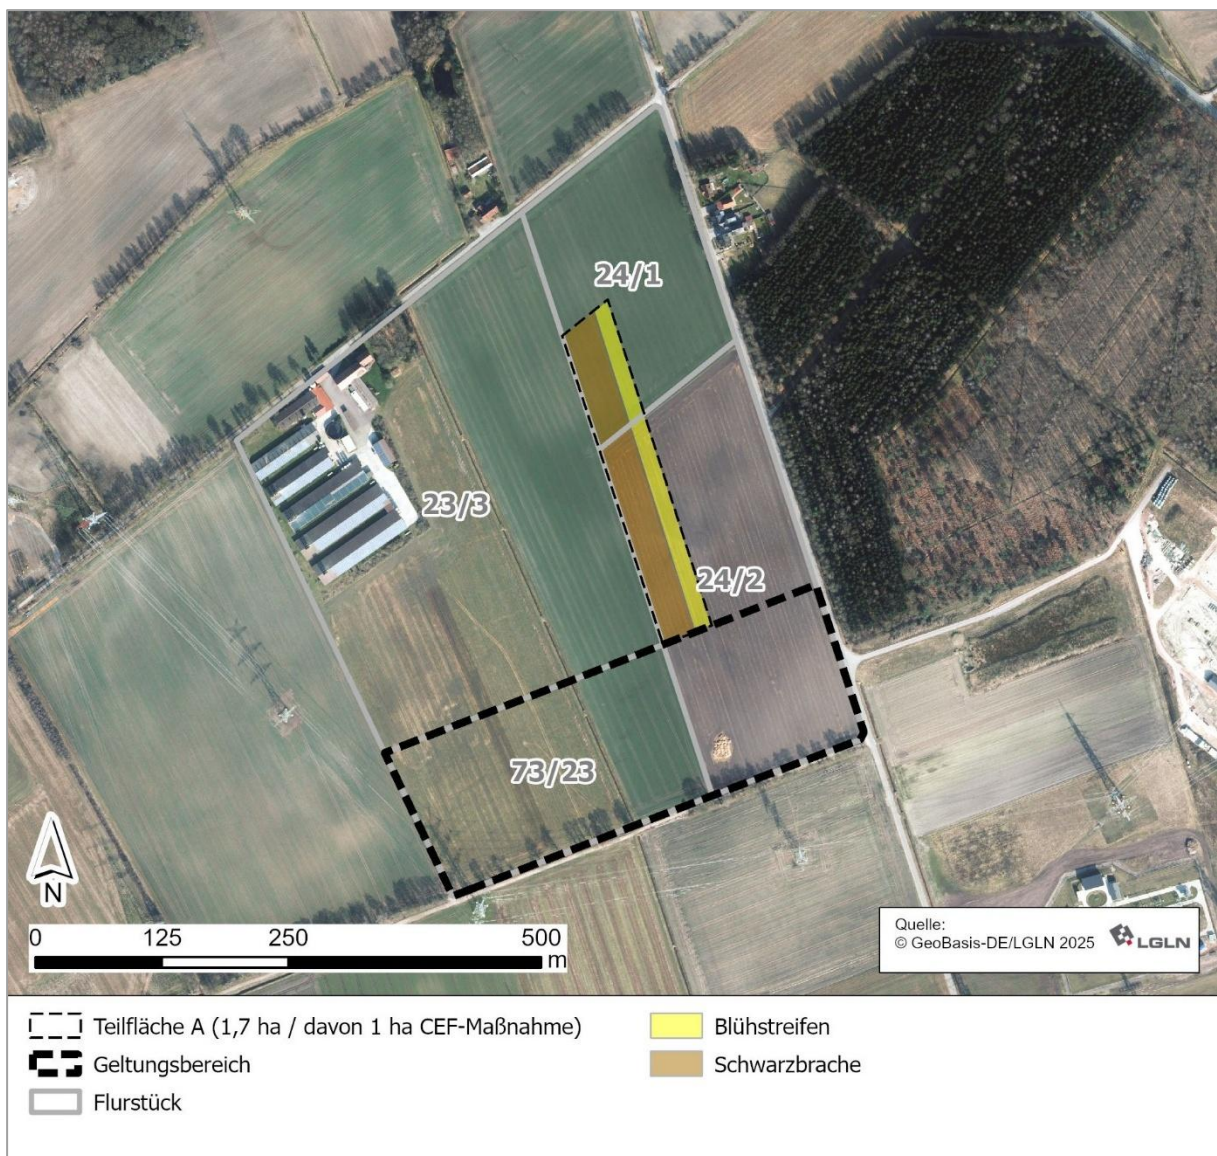 24/1
23/3
24/2
73/23
N
0 125 250 500
m
Quelle:
© GeoBasis-DE/LGLN 2025
LGLN
Teilfläche A (1,7 ha / davon 1 ha CEF-Maßnahme)
Geltungsbereich
Flurstück
Blühstreifen
Schwarzbrache